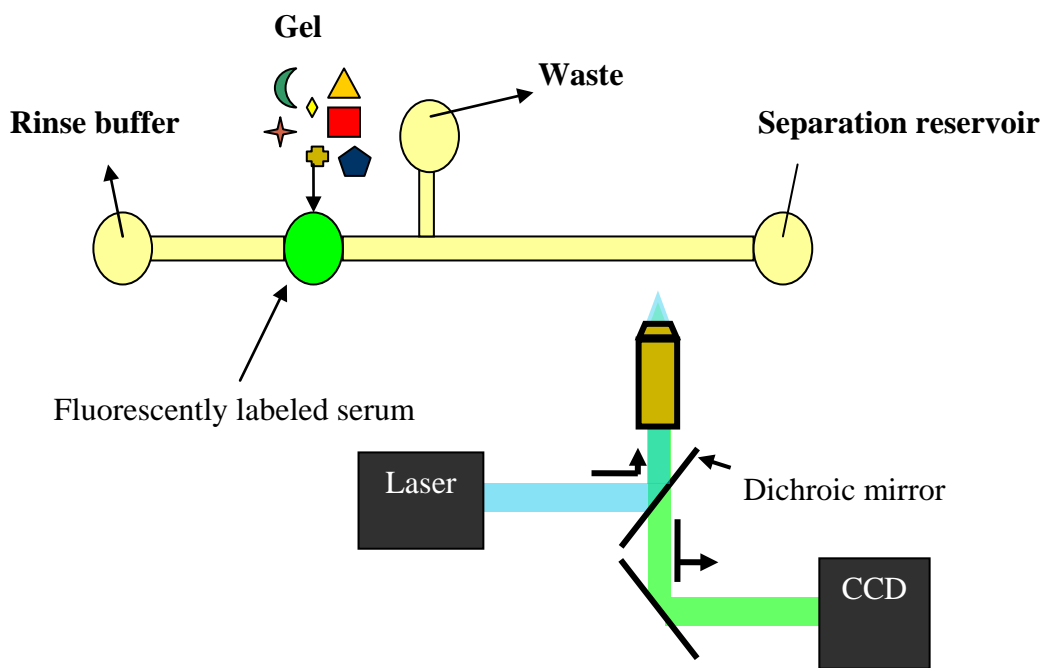 Gel
Waste
Rinse buffer
Separation reservoir
Fluorescently labeled serum
Laser
Dichroic mirror
CCD